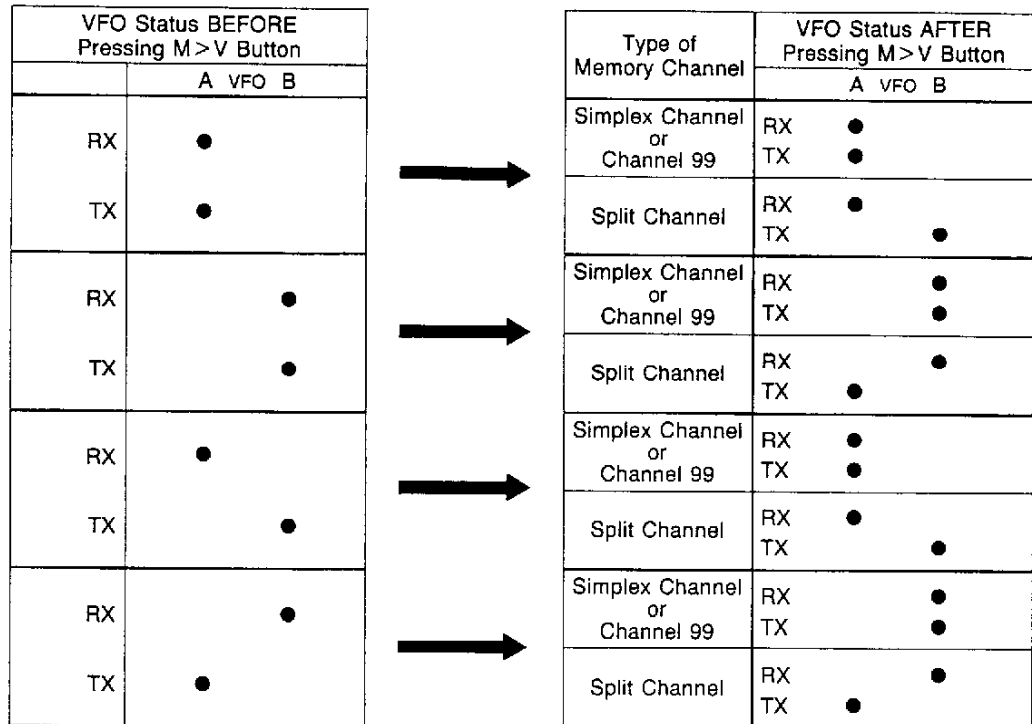 VFO Status BEFORE
Pressing M>V Button
A VFO B
RX
TX
RX
TX
RX
TX
RX
TX
Type of
Memory Channel
VFO Status AFTER
Pressing M>V Button
A VFO B
Simplex Channel
or
Channel 99
RX
TX
Split Channel
RX
TX
Simplex Channel
or
Channel 99
RX
TX
Split Channel
RX
TX
Simplex Channel
or
Channel 99
RX
TX
Split Channel
RX
TX
Simplex Channel
or
Channel 99
RX
TX
Split Channel
RX
TX